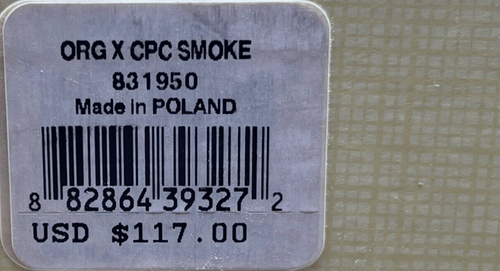 ORG X CPC SMOKE
831950
Made in POLAND
8 82864 39327 2
USD $117.00